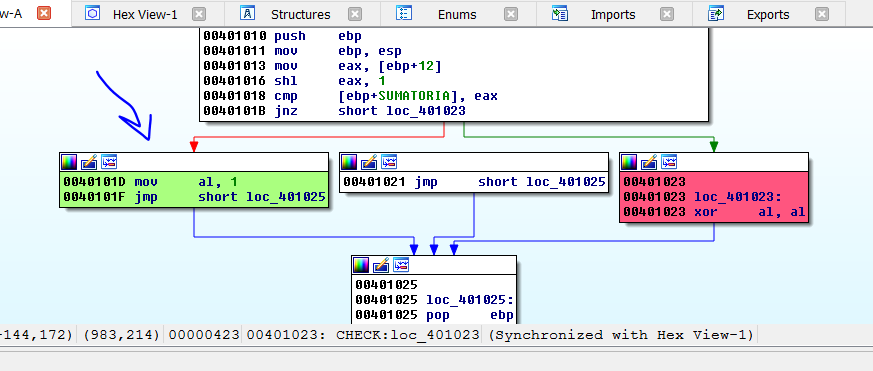 w-A Hex View-1 Structures Enums Imports Exports
00401010 push ebp
00401011 mov ebp, esp
00401013 mov eax, [ebp+12]
00401016 shl eax, 1
00401018 cmp [ebp+SUMATORIA], eax
0040101B jnz short loc_401023
0040101D mov al, 1
0040101F jmp short loc_401025
00401021 jmp short loc_401025
00401023
00401023 loc_401023:
00401023 xor al, al
00401025
00401025 loc_401025:
00401025 pop ebp
-144,172) (983,214) 00000423 00401023: CHECK:loc_401023 (Synchronized with Hex View-1)